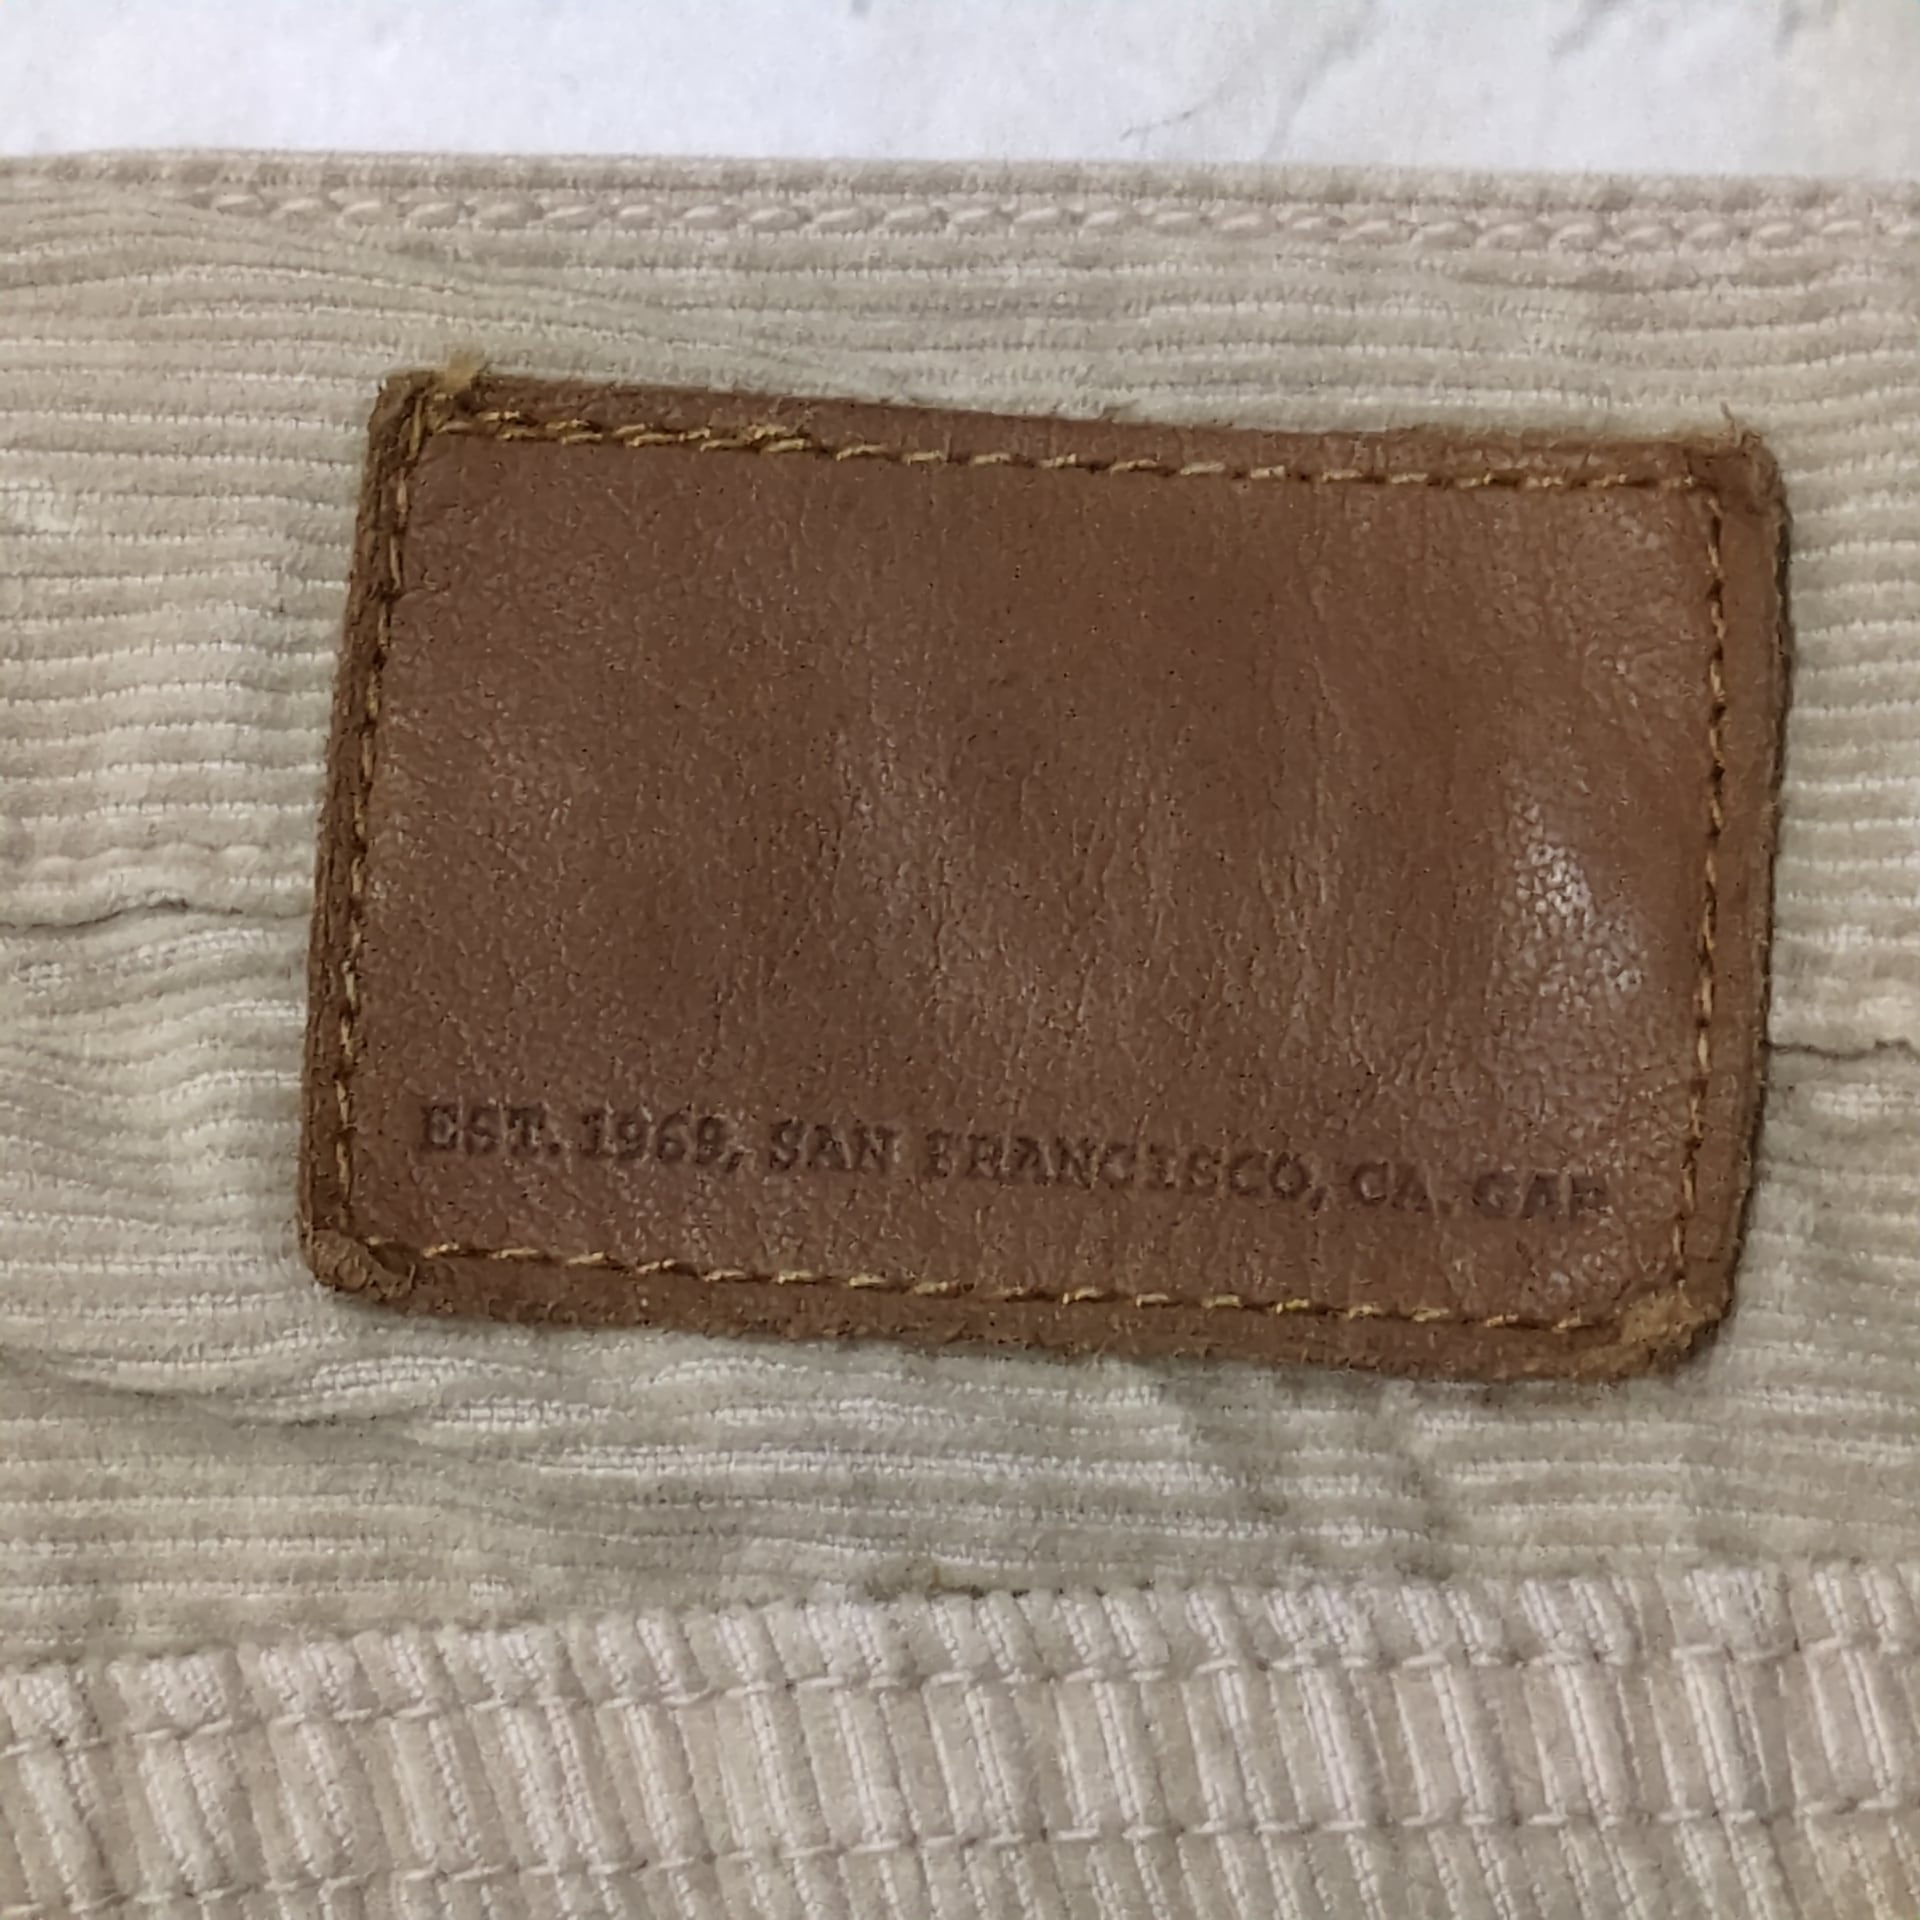 EST. 1969, SAN FRANCISCO, CA. GAP